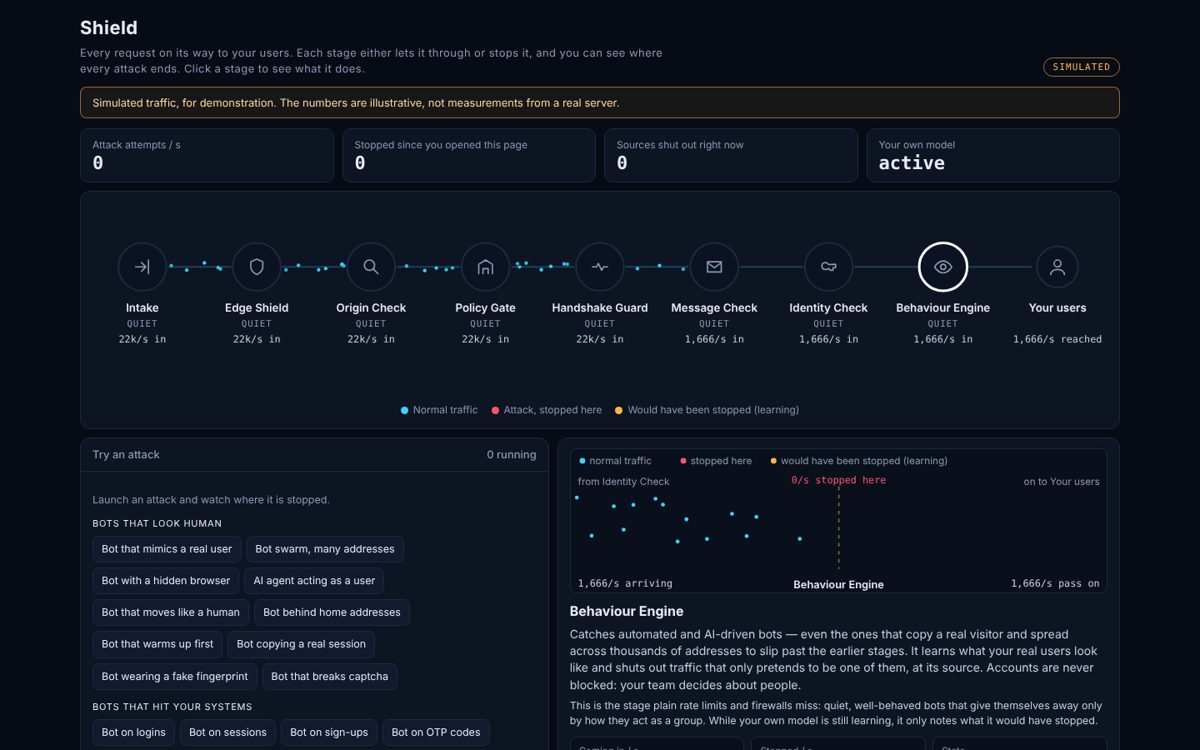 Shield
Every request on its way to your users. Each stage either lets it through or stops it, and you can see where
every attack ends. Click a stage to see what it does.
SIMULATED
Simulated traffic, for demonstration. The numbers are illustrative, not measurements from a real server.
Attack attempts / s
0
Stopped since you opened this page
0
Sources shut out right now
0
Your own model
active
Intake
QUIET
22k/s in
Edge Shield
QUIET
22k/s in
Origin Check
QUIET
22k/s in
Policy Gate
QUIET
22k/s in
Handshake Guard
QUIET
22k/s in
Message Check
QUIET
1,666/s in
Identity Check
QUIET
1,666/s in
Behaviour Engine
QUIET
1,666/s in
Your users
1,666/s reached
Normal traffic
Attack, stopped here
Would have been stopped (learning)
Try an attack
0 running
Launch an attack and watch where it is stopped.
BOTS THAT LOOK HUMAN
Bot that mimics a real user
Bot swarm, many addresses
Bot with a hidden browser
AI agent acting as a user
Bot that moves like a human
Bot behind home addresses
Bot that warms up first
Bot copying a real session
Bot wearing a fake fingerprint
Bot that breaks captcha
BOTS THAT HIT YOUR SYSTEMS
Bot on logins
Bot on sessions
Bot on sign-ups
Bot on OTP codes
normal traffic
stopped here
would have been stopped (learning)
from Identity Check
0/s stopped here
on to Your users
1,666/s arriving
Behaviour Engine
1,666/s pass on
Behaviour Engine
Catches automated and AI-driven bots — even the ones that copy a real visitor and spread
across thousands of addresses to slip past the earlier stages. It learns what your real users look
like and shuts out traffic that only pretends to be one of them, at its source. Accounts are never
blocked: your team decides about people.
This is the stage plain rate limits and firewalls miss: quiet, well-behaved bots that give themselves away only
by how they act as a group. While your own model is still learning, it only notes what it would have stopped.